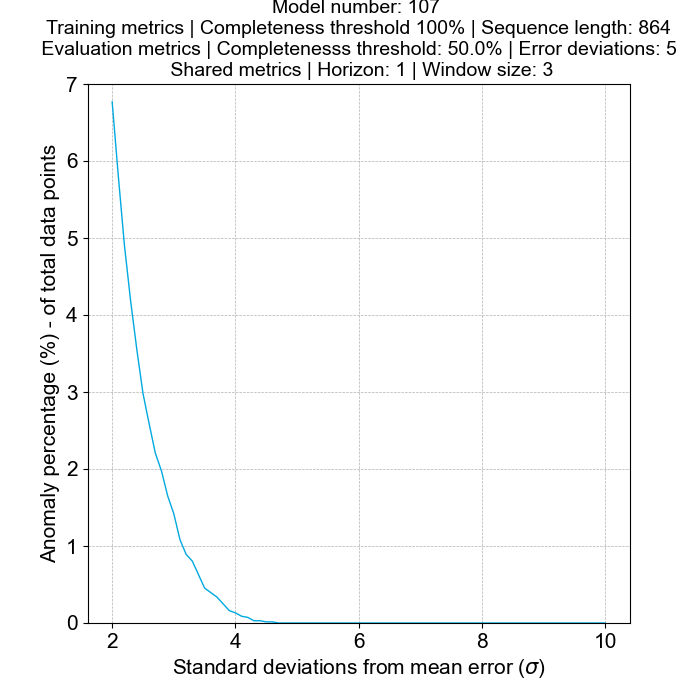 Model number: 107
Training metrics | Completeness threshold 100% | Sequence length: 864
Evaluation metrics | Completenesss threshold: 50.0% | Error deviations: 5
Shared metrics | Horizon: 1 | Window size: 3
7
6
5
4
3
2
1
0
Anomaly percentage (%) - of total data points
2 4 6 8 10
Standard deviations from mean error (σ)